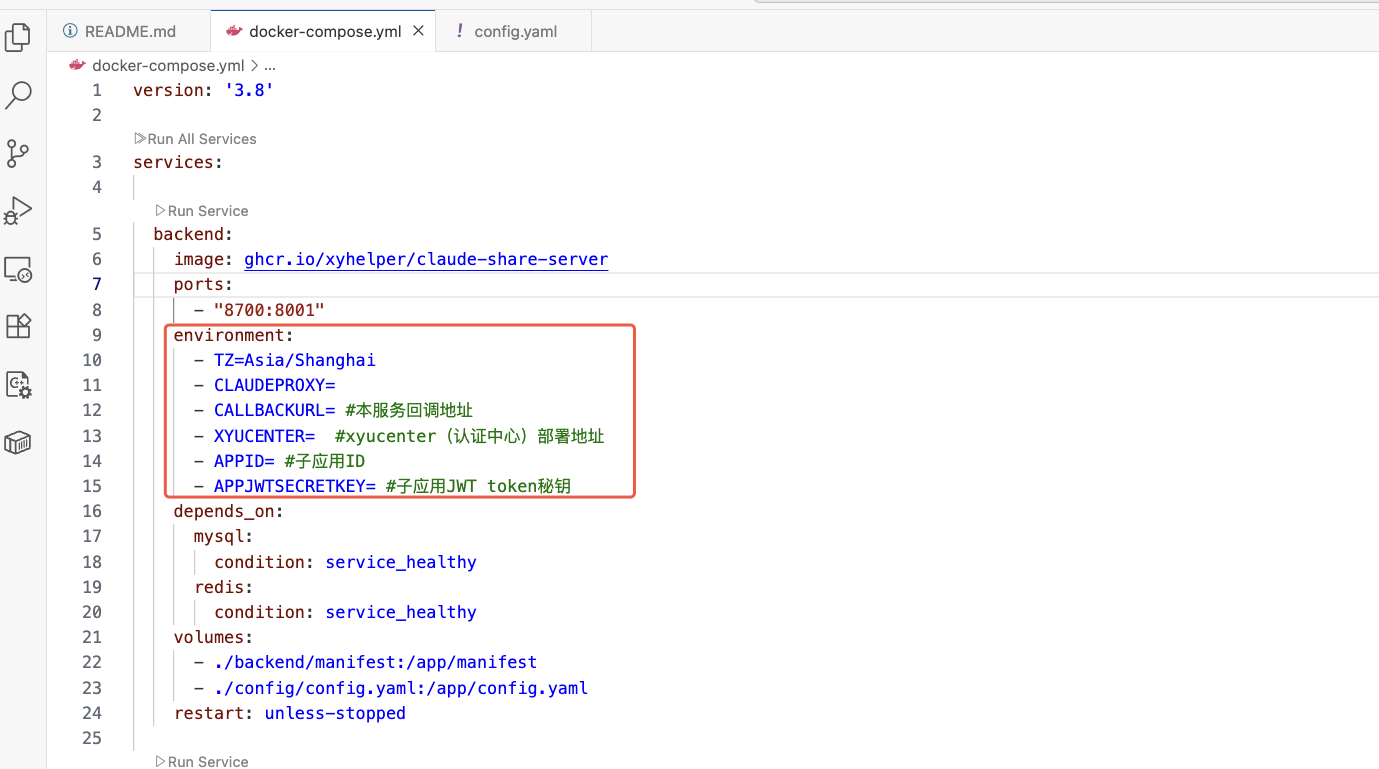 README.md docker-compose.yml config.yaml
docker-compose.yml > ...
1 version: '3.8'
2
Run All Services
3 services:
4
Run Service
5 backend:
6 image: ghcr.io/xyhelper/claude-share-server
7 ports:
8 - "8700:8001"
9 environment:
10 - TZ=Asia/Shanghai
11 - CLAUDEPROXY=
12 - CALLBACKURL= #本服务回调地址
13 - XYUCENTER=  #xyucenter（认证中心）部署地址
14 - APPID= #子应用ID
15 - APPJWTSECRETKEY= #子应用JWT token秘钥
16 depends_on:
17 mysql:
18 condition: service_healthy
19 redis:
20 condition: service_healthy
21 volumes:
22 - ./backend/manifest:/app/manifest
23 - ./config/config.yaml:/app/config.yaml
24 restart: unless-stopped
25
Run Service